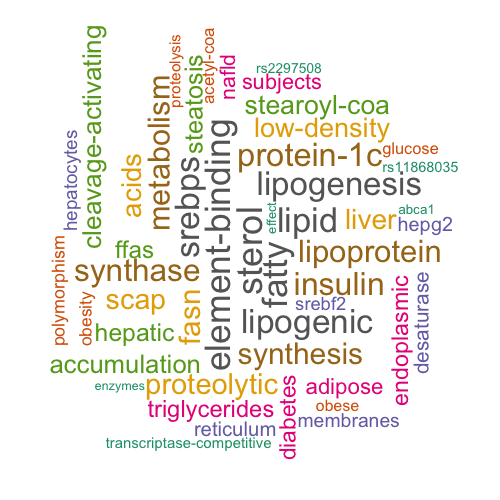 rs2297508
subjects
stearoyl-coa
low-density
protein-1c
glucose
rs11868035
lipogenesis
abca1
hepg2
liver
lipid
lipoprotein
insulin
srebf2
lipogenic
synthesis
adipose
obese
membranes
diabetes
endoplasmic
desaturase
nafld
acetyl-coa
proteolysis
steatosis
metabolism
cleavage-activating
hepatocytes
acids
srebps
element-binding
sterol
fatty
effect
ffas
synthase
scap
fasn
hepatic
obesity
polymorphism
accumulation
enzymes
proteolytic
triglycerides
reticulum
transcriptase-competitive